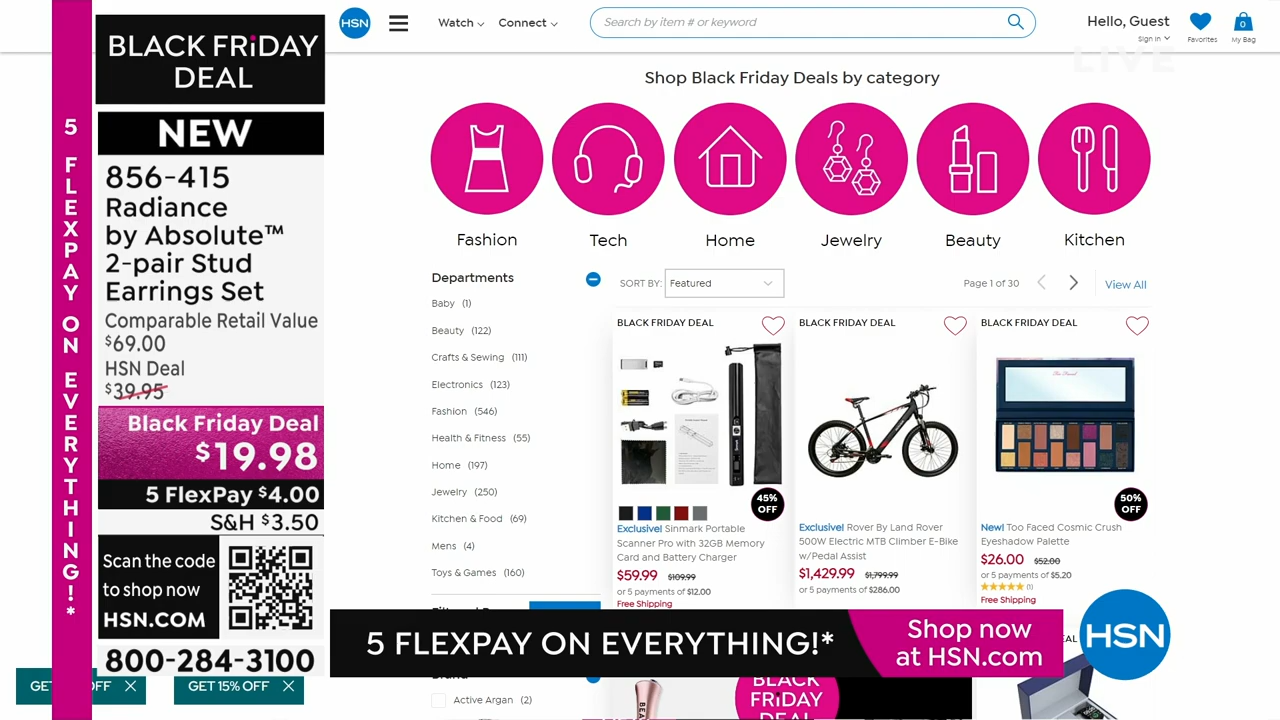 5 FLEXPAY ON EVERYTHING!*
BLACK FRiDAY
DEAL
NEW
856-415
Radiance
by Absolute™
2-pair Stud
Earrings Set
Comparable Retail Value
$69.00
HSN Deal
$39.95
Black Friday Deal
$19.98
5 FlexPay $4.00
S&H $3.50
Scan the code
to shop now
HSN.COM
800-284-3100
GET
OFF ✕
GET 15% OFF ✕
HSN
Watch
Connect
Search by item # or keyword
Hello, Guest
Sign in
Favorites
0
My Bag
LIVE
Shop Black Friday Deals by category
Fashion
Tech
Home
Jewelry
Beauty
Kitchen
Departments
Baby (1)
Beauty (122)
Crafts & Sewing (111)
Electronics (123)
Fashion (546)
Health & Fitness (55)
Home (197)
Jewelry (250)
Kitchen & Food (69)
Mens (4)
Toys & Games (160)
Brand
Active Argan (2)
SORT BY: Featured
Page 1 of 30
View All
BLACK FRIDAY DEAL
45%
OFF
Exclusive! Sinmark Portable
Scanner Pro with 32GB Memory
Card and Battery Charger
$59.99 $109.99
or 5 payments of $12.00
Free Shipping
BLACK FRIDAY DEAL
Exclusive! Rover By Land Rover
500W Electric MTB Climber E-Bike
w/Pedal Assist
$1,429.99 $1,799.99
or 5 payments of $286.00
BLACK FRIDAY DEAL
50%
OFF
New! Too Faced Cosmic Crush
Eyeshadow Palette
$26.00 $52.00
or 5 payments of $5.20
(1)
Free Shipping
5 FLEXPAY ON EVERYTHING!*
Shop now
at HSN.com
HSN
BLACK
FRiDAY
DEAL